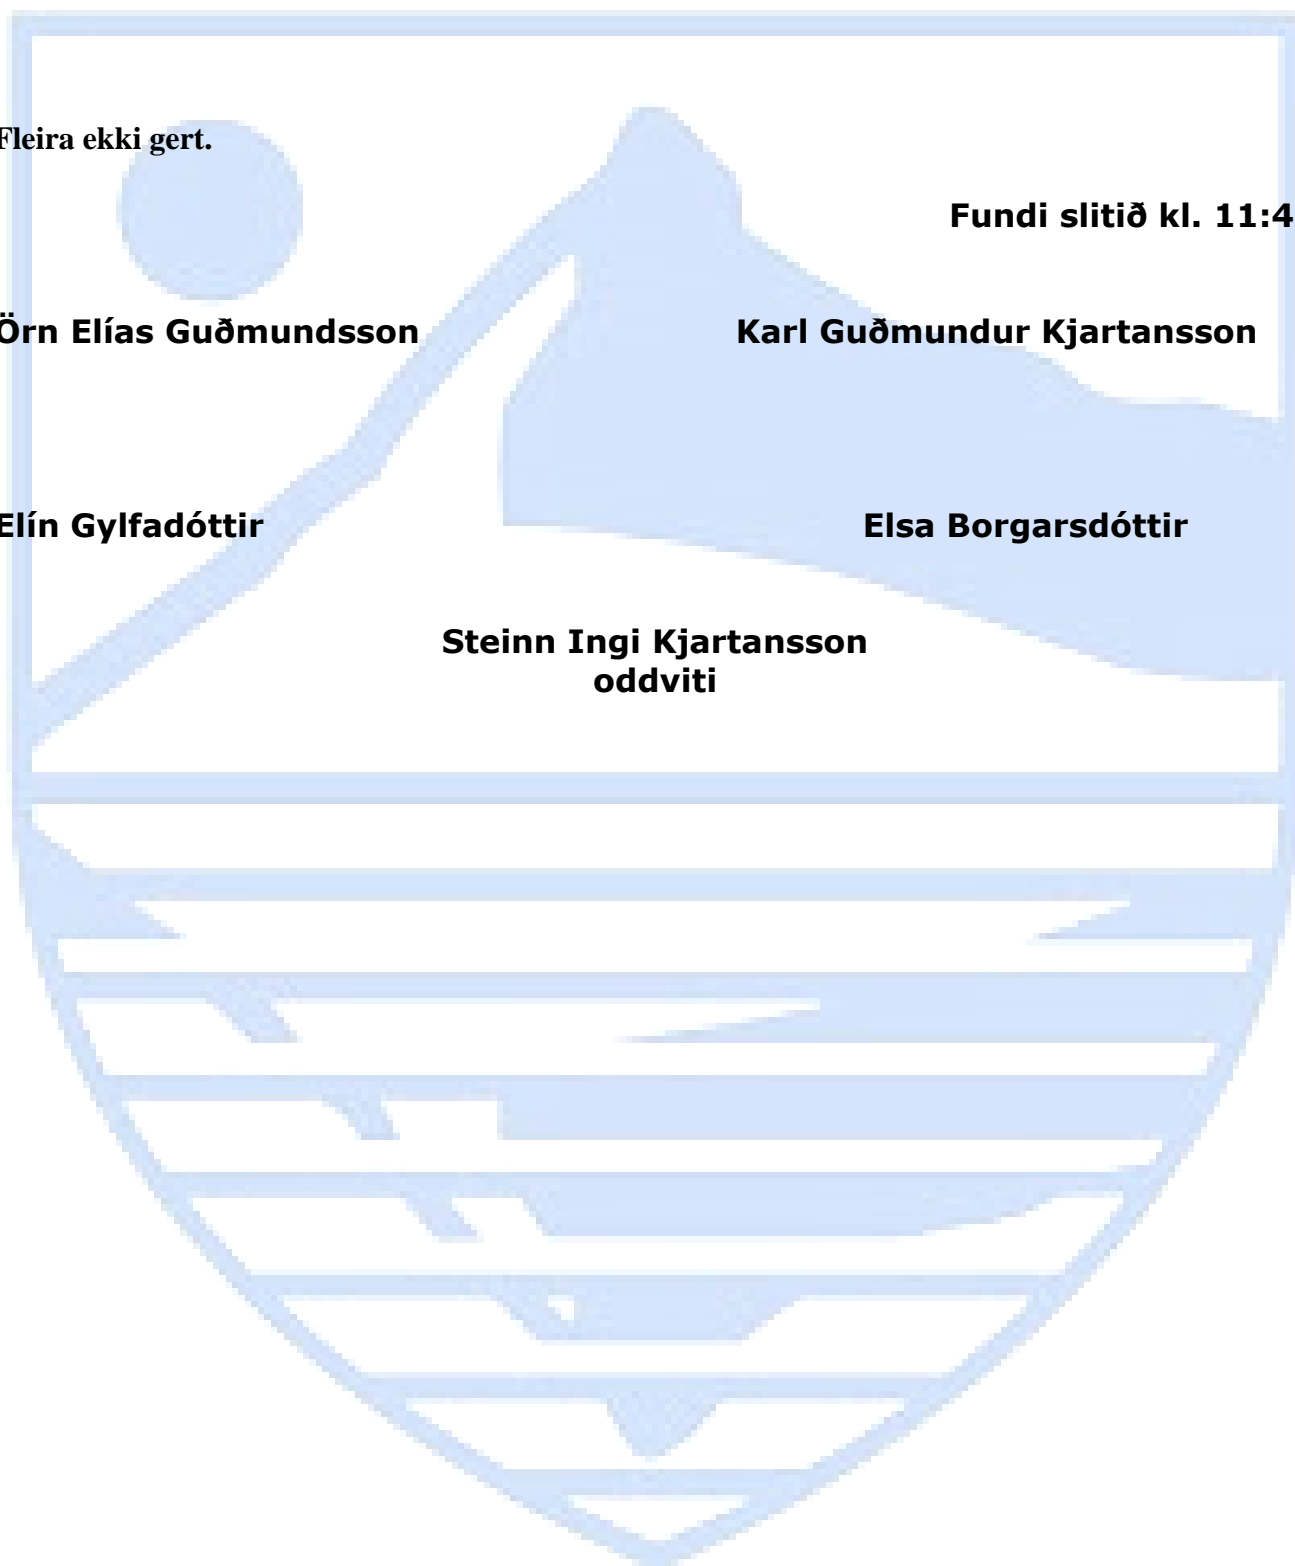 Fleira ekki gert.
Fundi slitið kl. 11:4
Örn Elías Guðmundsson Karl Guðmundur Kjartansson
Elín Gylfadóttir Elsa Borgarsdóttir
Steinn Ingi Kjartansson
oddviti